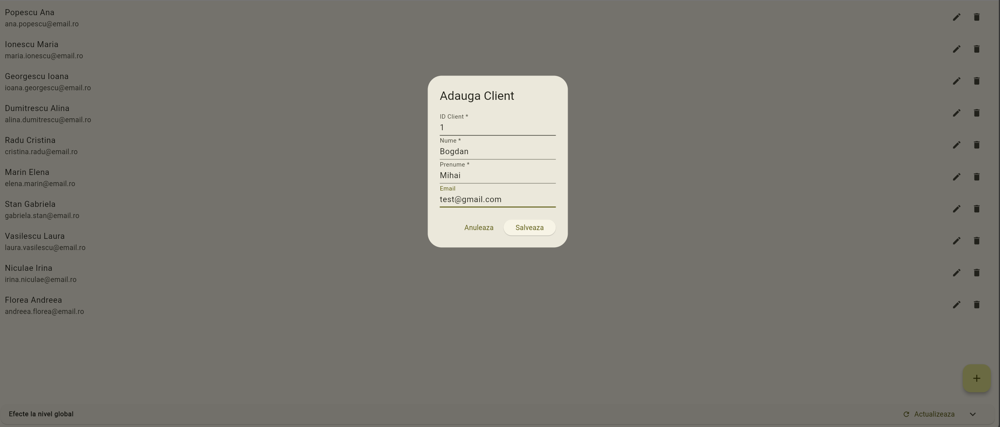 Popescu Ana
ana.popescu@email.ro
Ionescu Maria
maria.ionescu@email.ro
Georgescu Ioana
ioana.georgescu@email.ro
Dumitrescu Alina
alina.dumitrescu@email.ro
Radu Cristina
cristina.radu@email.ro
Marin Elena
elena.marin@email.ro
Stan Gabriela
gabriela.stan@email.ro
Vasilescu Laura
laura.vasilescu@email.ro
Niculae Irina
irina.niculae@email.ro
Florea Andreea
andreea.florea@email.ro
Adauga Client
ID Client *
1
Nume *
Bogdan
Prenume *
Mihai
Email
test@gmail.com
Anuleaza Salveaza
Efecte la nivel global Actualizeaza